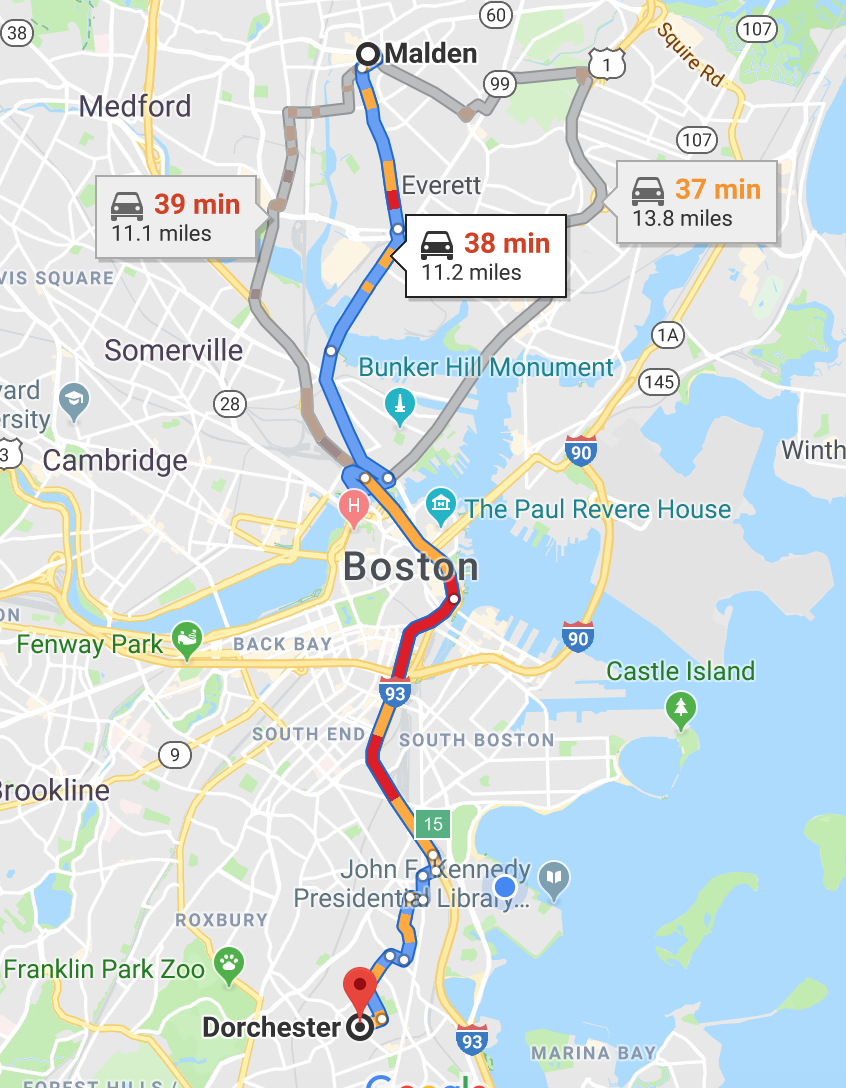 60
38
107
Malden
Squire Rd
1
99
Medford
107
Everett
39 min
11.1 miles
37 min
13.8 miles
38 min
11.2 miles
VIS SQUARE
1A
Somerville
Bunker Hill Monument
145
28
vard
ersity
3
Cambridge
90
Winth
H
The Paul Revere House
Boston
ON
Fenway Park
BACK BAY
90
Castle Island
93
SOUTH END
SOUTH BOSTON
9
Brookline
15
John F. Kennedy
Presidential Library...
ROXBURY
Franklin Park Zoo
Dorchester
93
MARINA BAY
FOREST HILLS /
Google